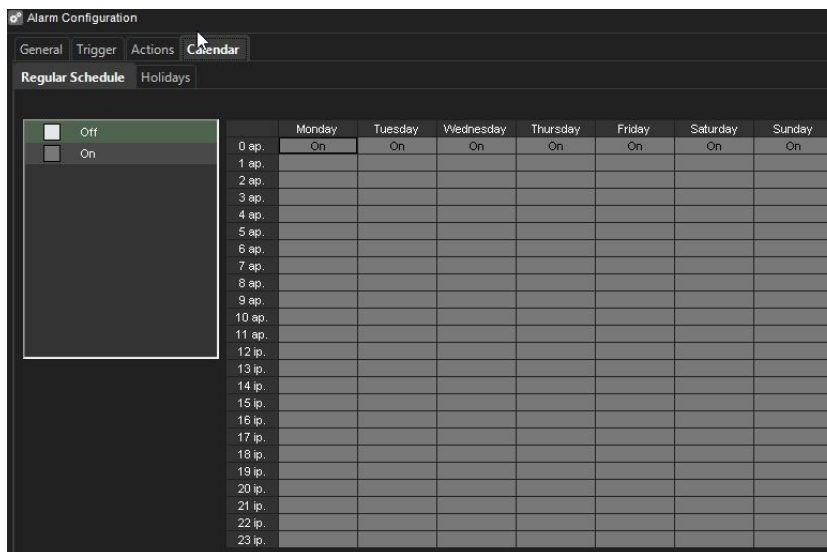 Alarm Configuration
General Trigger Actions Calendar
Regular Schedule Holidays
Off
On
Monday Tuesday Wednesday Thursday Friday Saturday Sunday
0 ap. On On On On On On On
1 ap.
2 ap.
3 ap.
4 ap.
5 ap.
6 ap.
7 ap.
8 ap.
9 ap.
10 ap.
11 ap.
12 ip.
13 ip.
14 ip.
15 ip.
16 ip.
17 ip.
18 ip.
19 ip.
20 ip.
21 ip.
22 ip.
23 ip.